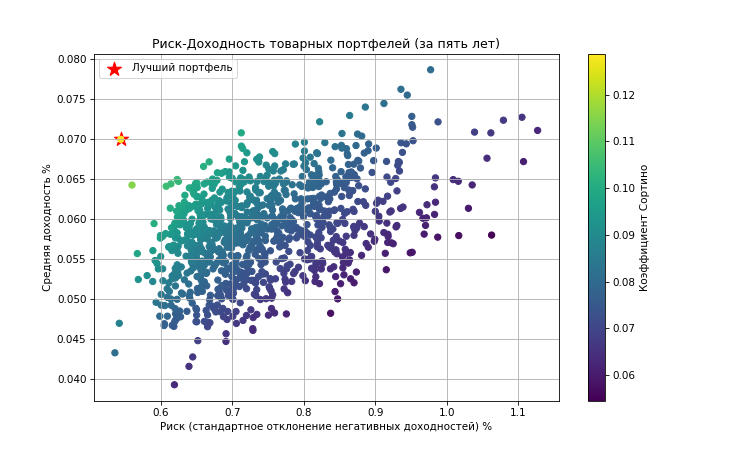 Риск-Доходность товарных портфелей (за пять лет)
Лучший портфель
Средняя доходность %
0.080
0.075
0.070
0.065
0.060
0.055
0.050
0.045
0.040
0.6 0.7 0.8 0.9 1.0 1.1
Риск (стандартное отклонение негативных доходностей) %
0.12
0.11
0.10
0.09
0.08
0.07
0.06
Коэффициент Сортино